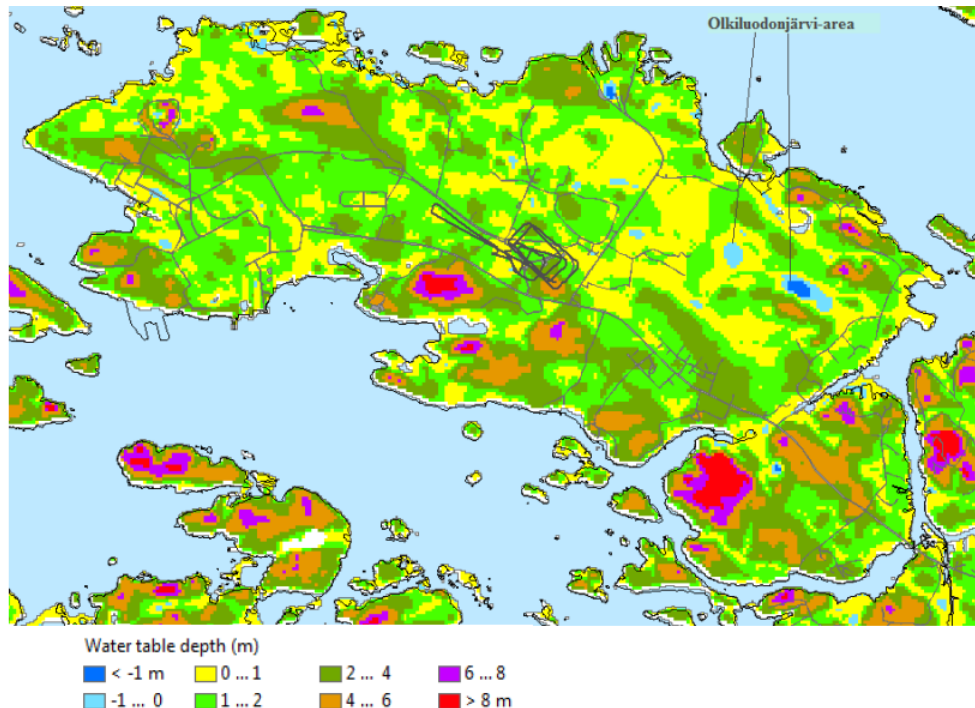 Olkiluodonjärvi-area
Water table depth (m)
< -1 m 0 ... 1 2 ... 4 6 ... 8
-1 ... 0 1 ... 2 4 ... 6 > 8 m